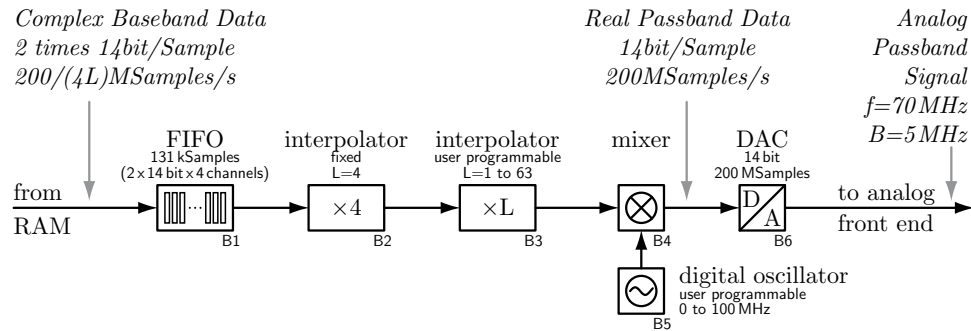 Complex Baseband Data
2 times 14bit/Sample
200/(4L)MSamples/s
Real Passband Data
14bit/Sample
200MSamples/s
Analog
Passband
Signal
f=70 MHz
B=5 MHz
FIFO
131 kSamples
(2 x 14 bit x 4 channels)
interpolator
fixed
L=4
interpolator
user programmable
L=1 to 63
mixer
DAC
14 bit
200 MSamples
from
RAM
...
B1
×4
B2
×L
B3
B4
D
A
B6
to analog
front end
digital oscillator
user programmable
0 to 100 MHz
B5